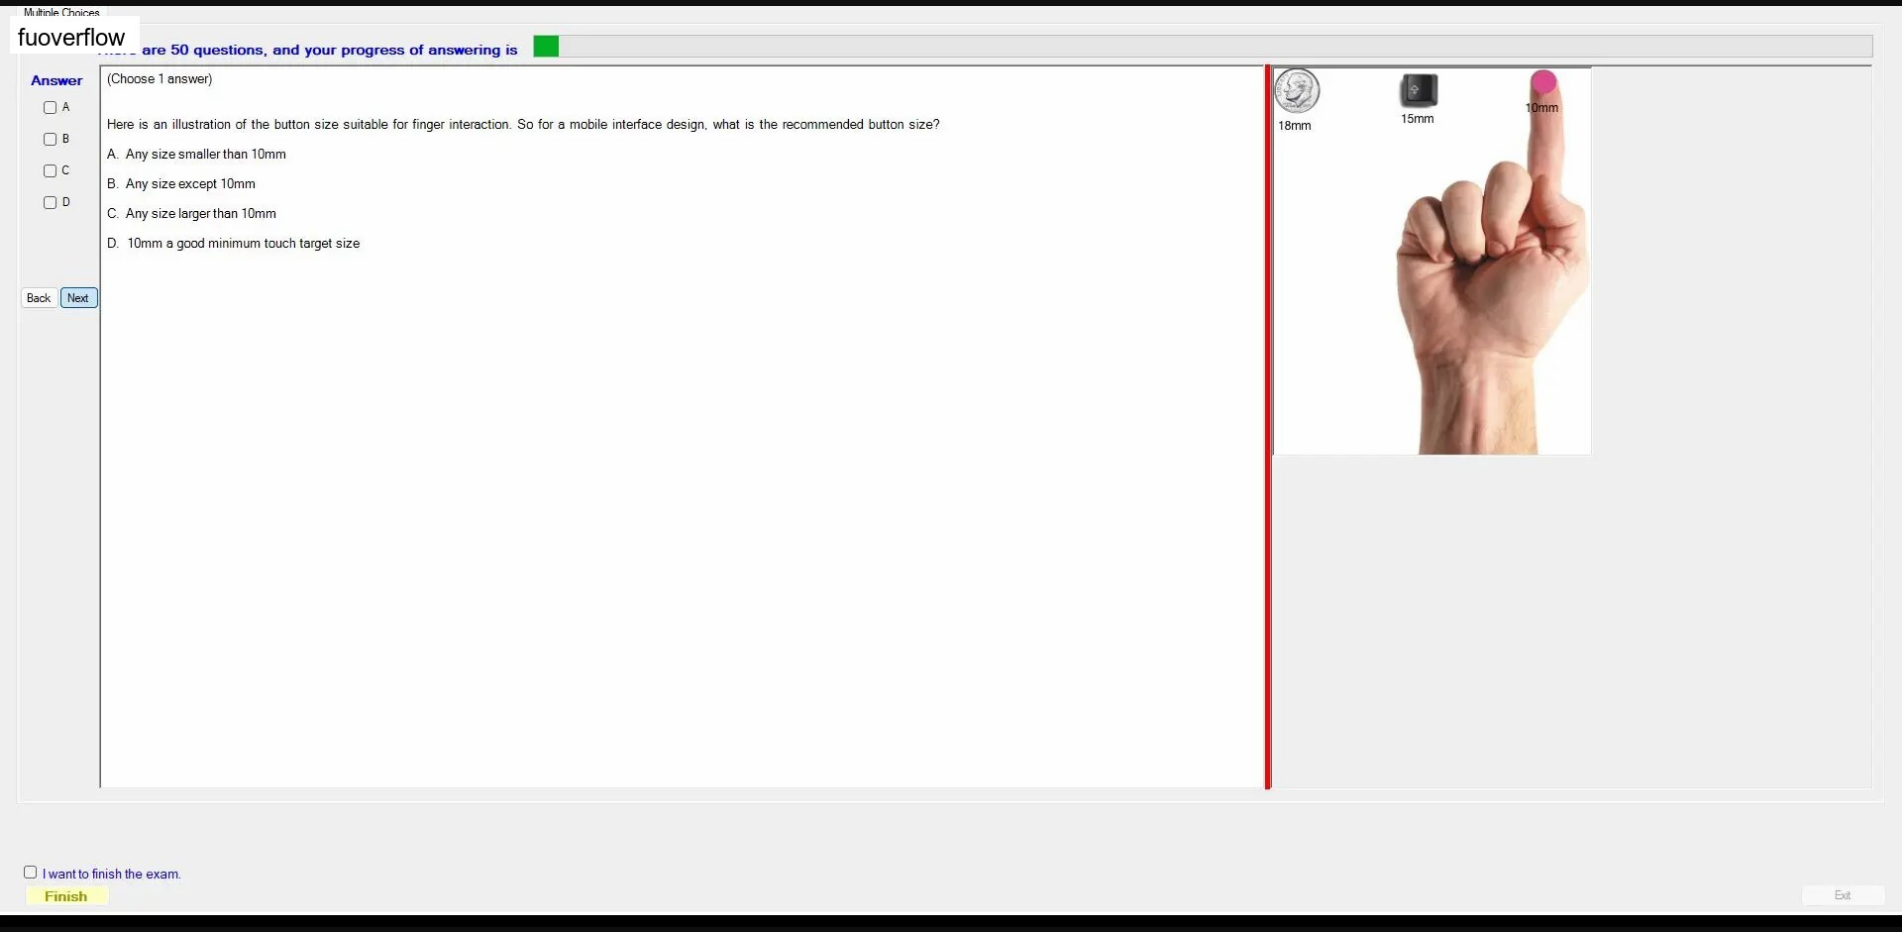 Multiple Choices
fuoverflow
are 50 questions, and your progress of answering is
Answer
A
B
C
D
Back Next
(Choose 1 answer)
Here is an illustration of the button size suitable for finger interaction. So for a mobile interface design, what is the recommended button size?
A. Any size smaller than 10mm
B. Any size except 10mm
C. Any size larger than 10mm
D. 10mm a good minimum touch target size
18mm
15mm
10mm
I want to finish the exam.
Finish
Exit